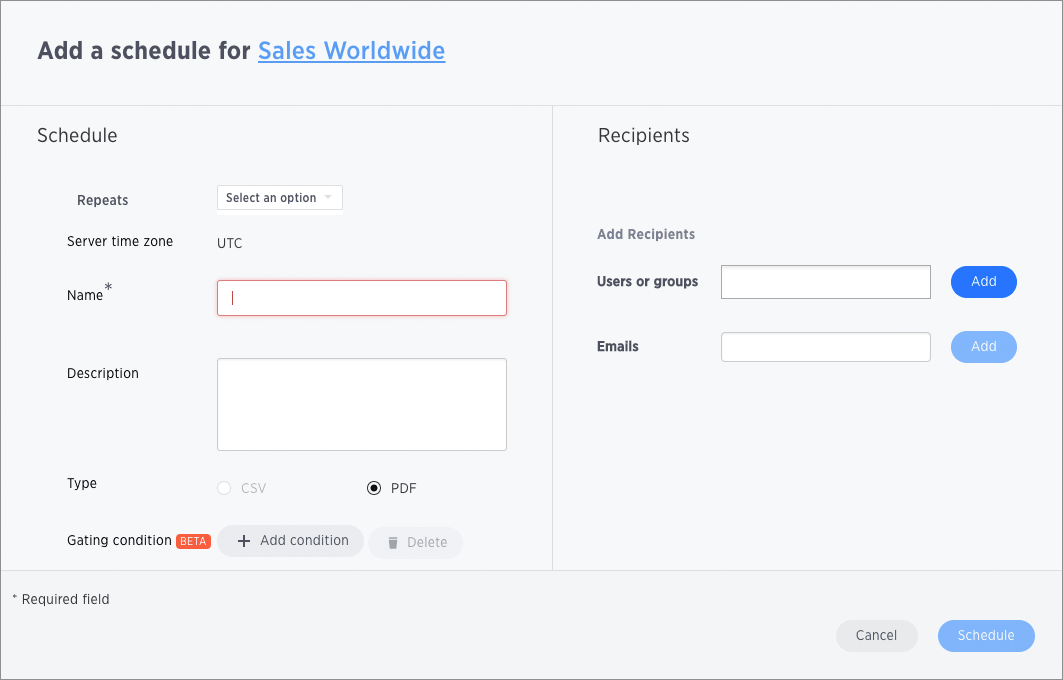 Add a schedule for Sales Worldwide
Schedule
Repeats
Select an option
Server time zone
UTC
Name*
Description
Type
CSV
PDF
Gating condition BETA
+ Add condition
Delete
Recipients
Add Recipients
Users or groups
Add
Emails
Add
* Required field
Cancel
Schedule